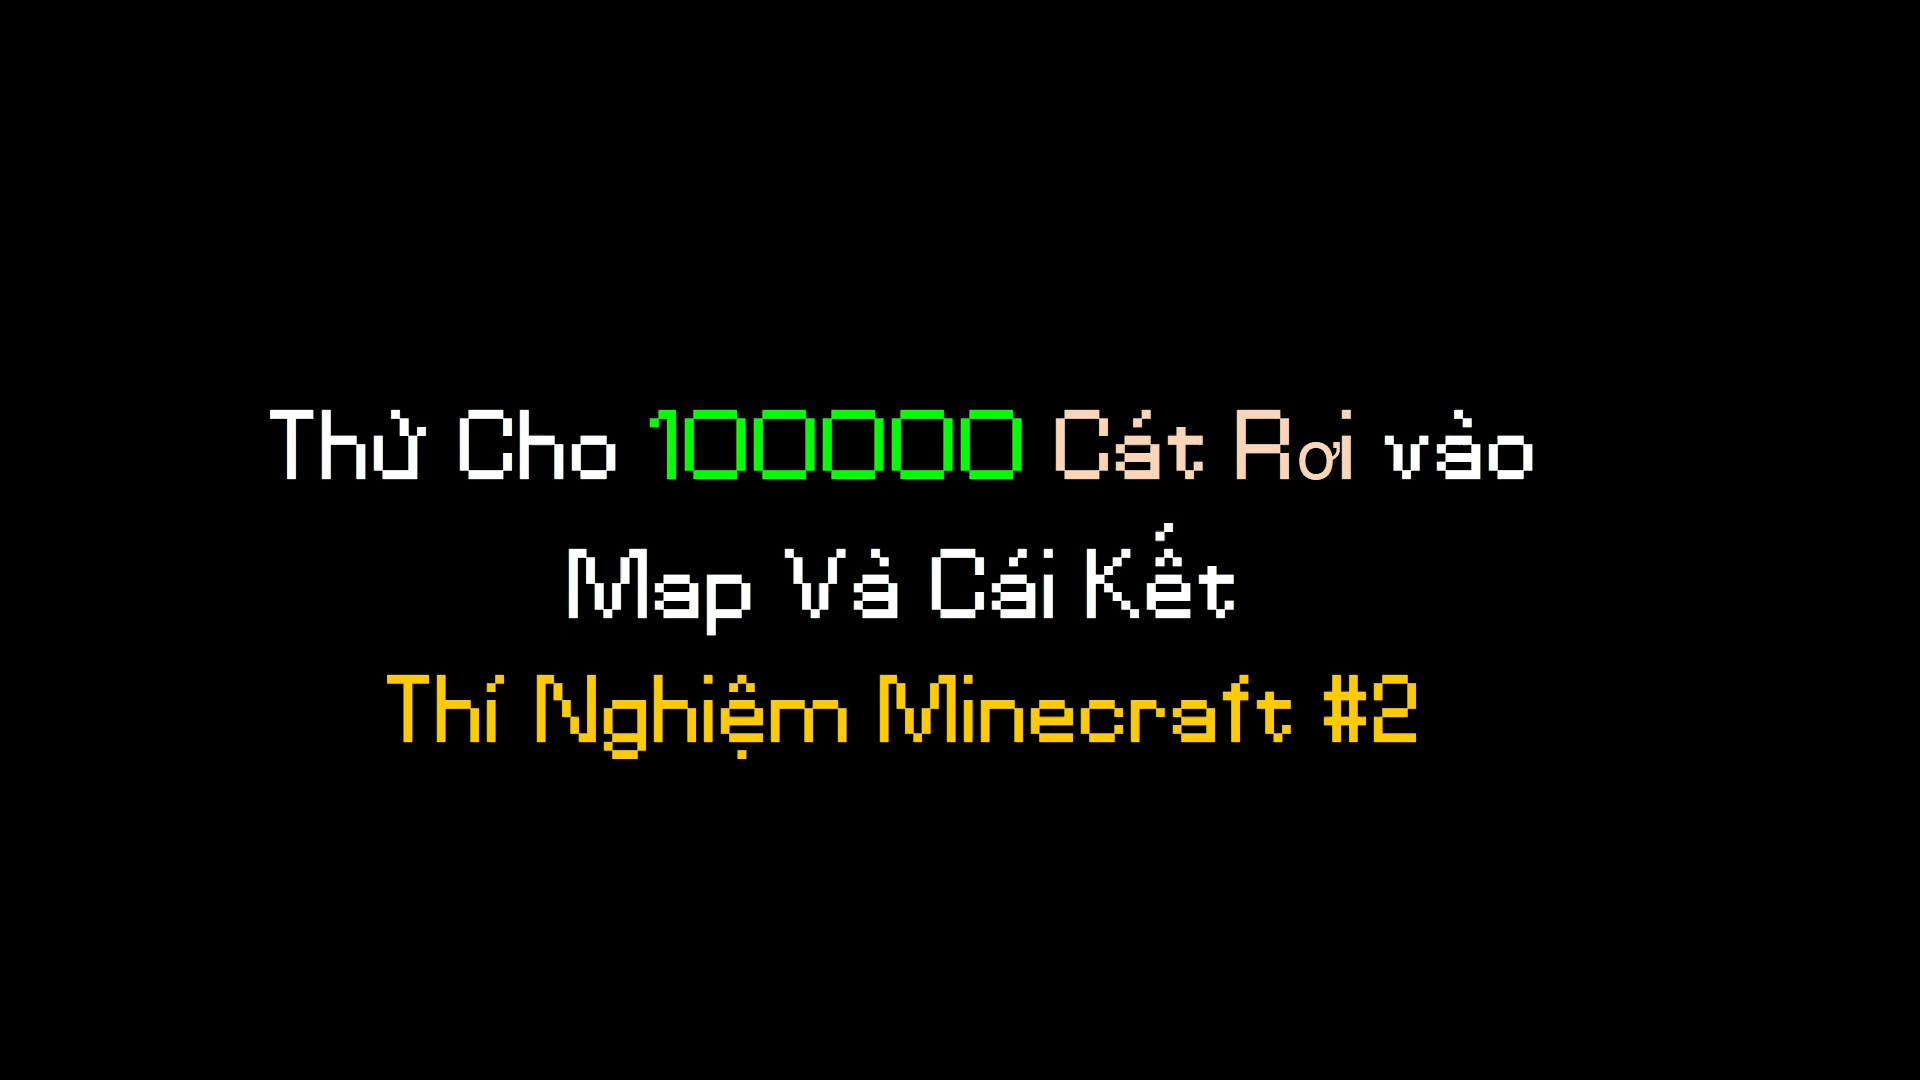 Thử Cho 100000 Cát Rơi vào
Map Và Cái Kết
Thí Nghiệm Minecraft #2